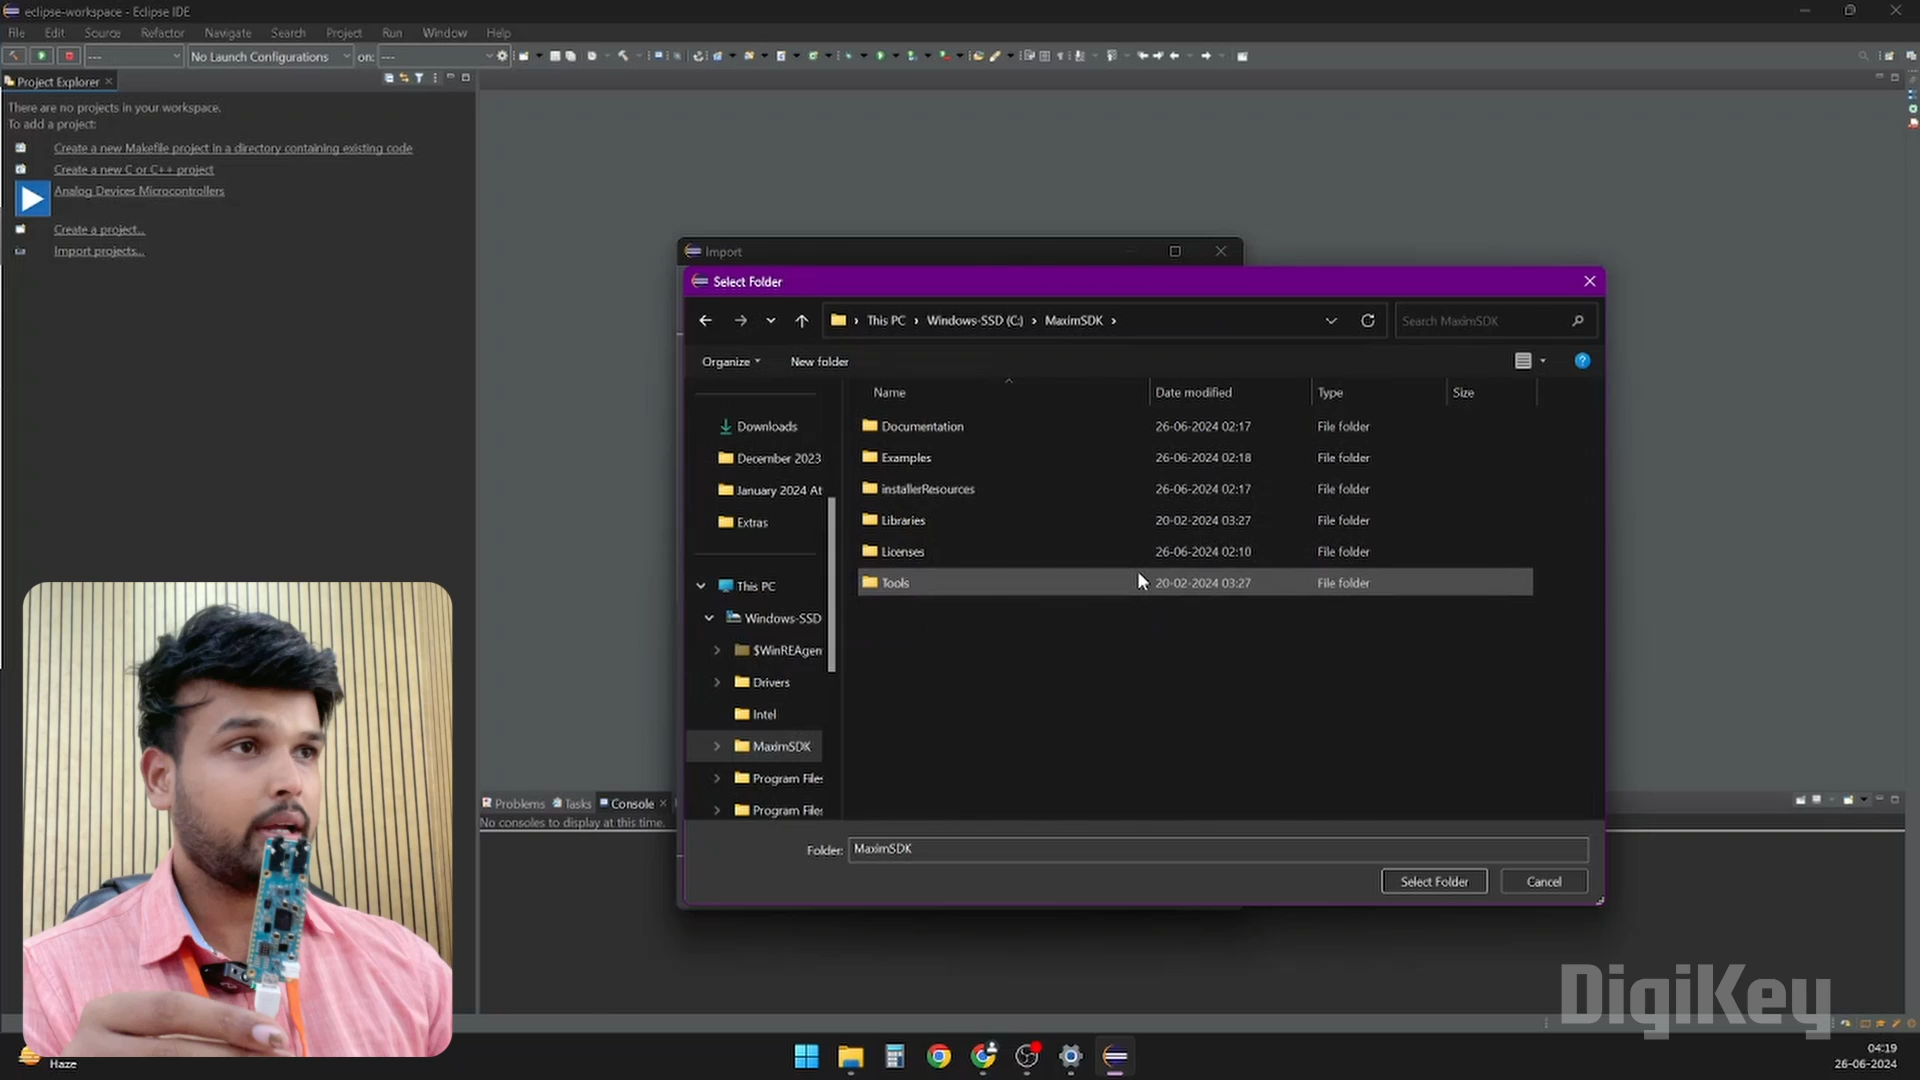 eclipse-workspace - Eclipse IDE
File Edit Source Refactor Navigate Search Project Run Window Help
--- No Launch Configurations on: ---
Project Explorer
There are no projects in your workspace.
To add a project:
Create a new Makefile project in a directory containing existing code
Create a new C or C++ project
Analog Devices Microcontrollers
Create a project...
Import projects...
Import
Select Folder
This PC Windows-SSD (C:) MaximSDK
Search MaximSDK
Organize New folder
Name Date modified Type Size
Downloads
December 2023
January 2024 At
Extras
This PC
Windows-SSD
$WinREAgen
Drivers
Intel
MaximSDK
Program Files
Program Files
Documentation 26-06-2024 02:17 File folder
Examples 26-06-2024 02:18 File folder
installerResources 26-06-2024 02:17 File folder
Libraries 20-02-2024 03:27 File folder
Licenses 26-06-2024 02:10 File folder
Tools 20-02-2024 03:27 File folder
Folder: MaximSDK
Select Folder Cancel
Problems Tasks Console
No consoles to display at this time.
DigiKey
Haze
04:19
26-06-2024